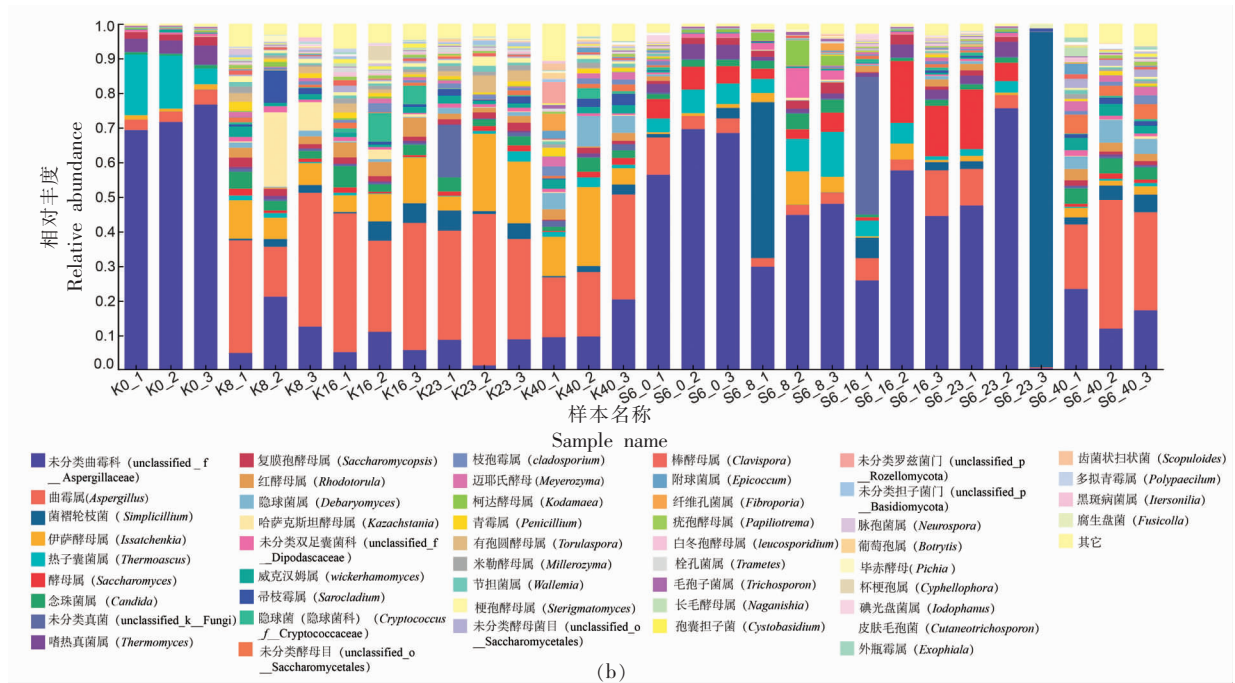 1.0
0.9
0.8
0.7
0.6
0.5
0.4
0.3
0.2
0.1
0.0
相对丰度
Relative abundance
K0_1 K0_2 K0_3 K8_1 K8_2 K8_3 K16_1 K16_2 K16_3 K23_1 K23_2 K23_3 K40_1 K40_2 K40_3 S6_0_1 S6_0_2 S6_0_3 S6_8_1 S6_8_2 S6_8_3 S6_16_1 S6_16_2 S6_16_3 S6_23_1 S6_23_2 S6_23_3 S6_40_1 S6_40_2 S6_40_3
样本名称
Sample name
未分类曲霉科（unclassified_f
__Aspergillaceae）
曲霉属(Aspergillus)
菌褶轮枝菌（Simplicillium）
伊萨酵母属（Issatchenkia）
热子囊菌属（Thermoascus）
酵母属（Saccharomyces）
念珠菌属（Candida）
未分类真菌（unclassified_k__Fungi）
嗜热真菌属（Thermomyces）
复膜孢酵母属（Saccharomycopsis）
红酵母属（Rhodotorula）
隐球菌属（Debaryomyces）
哈萨克斯坦酵母属（Kazachstania）
未分类双足囊菌科（unclassified_f
__Dipodascaceae）
威克汉姆属（wickerhamomyces）
帚枝霉属（Sarocladium）
隐球菌（隐球菌科）（Cryptococcus
_f__Cryptococcaceae）
未分类酵母目（unclassified_o
__Saccharomycetales）
枝孢霉属（cladosporium）
迈耶氏酵母（Meyerozyma）
柯达酵母属（Kodamaea）
青霉属（Penicillium）
有孢圆酵母属（Torulaspora）
米勒酵母属（Millerozyma）
节担菌属（Wallemia）
梗孢酵母属（Sterigmatomyces）
未分类酵母菌目（unclassified_o
__Saccharomycetales）
棒酵母属（Clavispora）
附球菌属（Epicoccum）
纤维孔菌属（Fibroporia）
疣孢酵母属（Papiliotrema）
白冬孢酵母属（leucosporidium）
栓孔菌属（Trametes）
毛孢子菌属（Trichosporon）
长毛酵母属（Naganishia）
孢囊担子菌（Cystobasidium）
未分类罗兹菌门（unclassified_p
__Rozellomycota）
未分类担子菌门（unclassified_p
__Basidiomycota）
脉孢菌属（Neurospora）
葡萄孢属（Botrytis）
毕赤酵母(Pichia）
杯梗孢属（Cyphellophora）
碘光盘菌属（Iodophanus）
皮肤毛孢菌（Cutaneotrichosporon）
外瓶霉属（Exophiala）
齿菌状扫状菌（Scopuloides）
多拟青霉属（Polypaecilum）
黑斑病菌属（Itersonilia）
腐生盘菌（Fusicolla）
其它
(b)